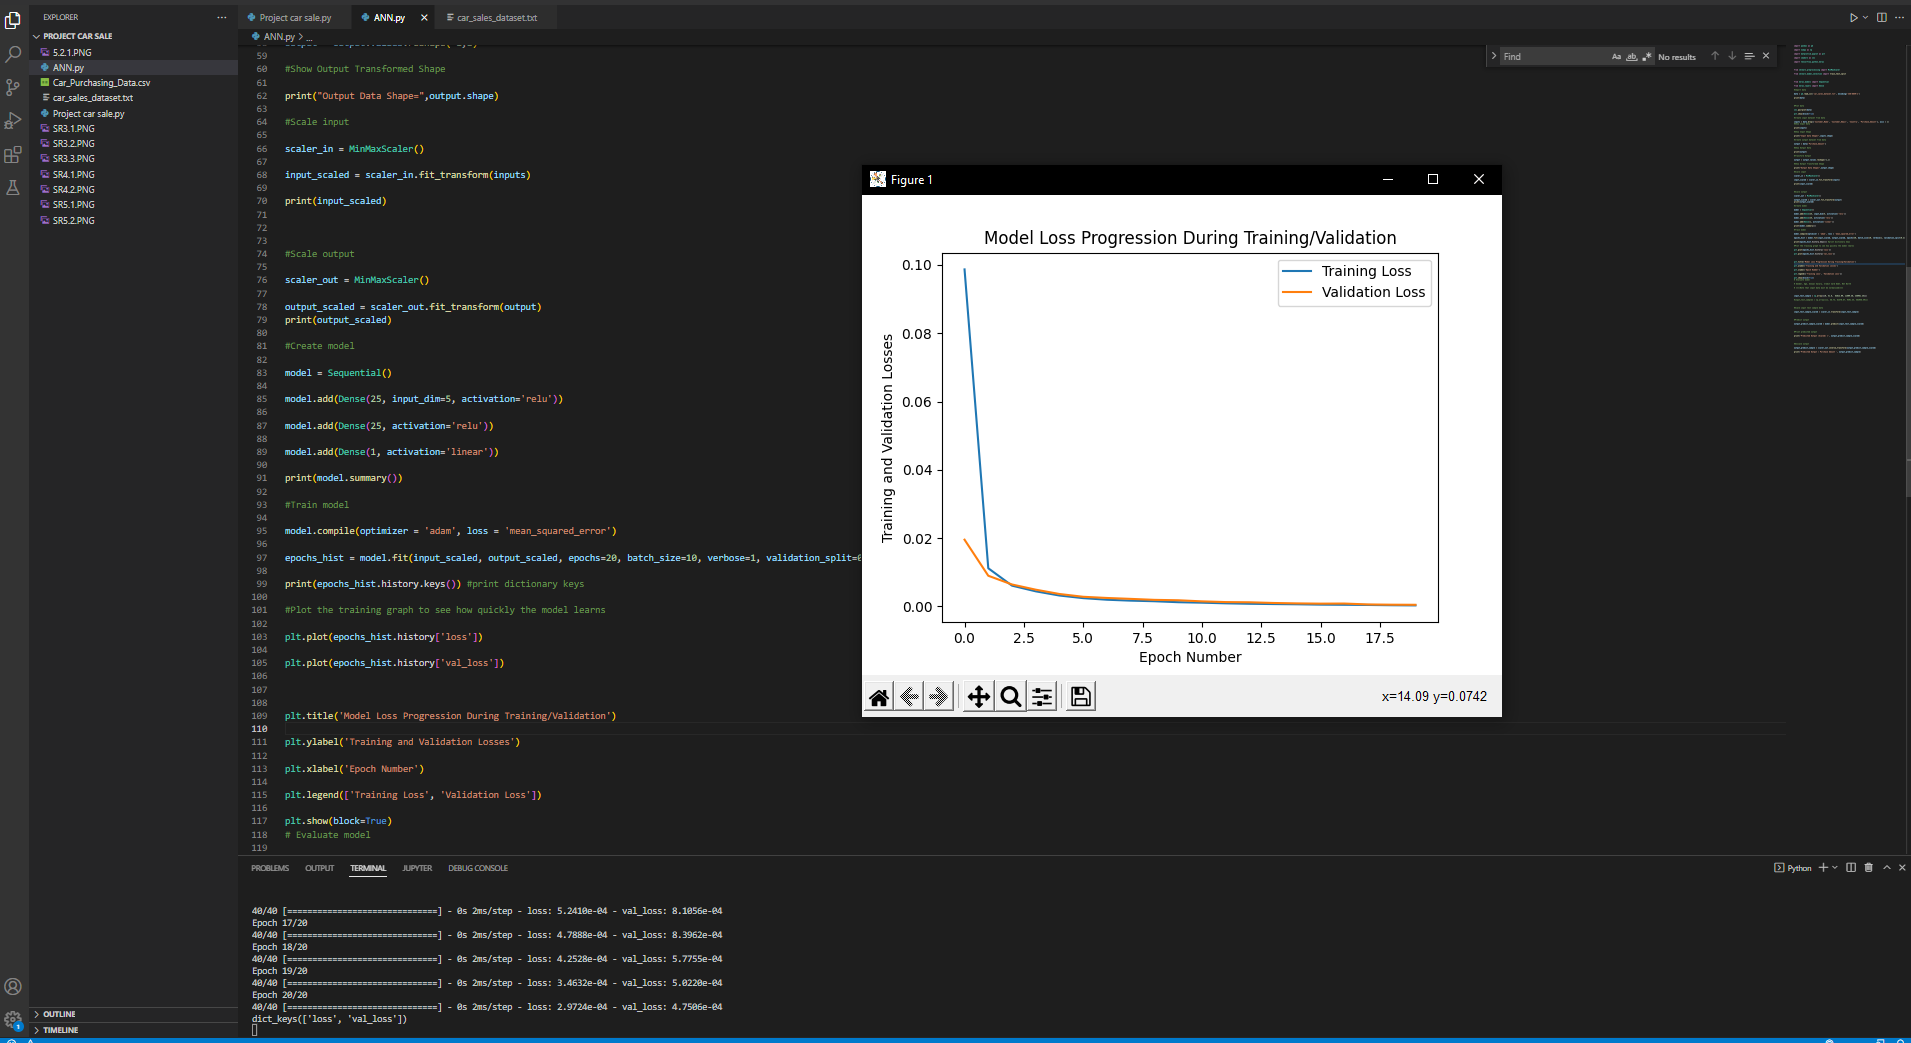 EXPLORER
PROJECT CAR SALE
5.2.1.PNG
ANN.py
Car_Purchasing_Data.csv
car_sales_dataset.txt
Project car sale.py
SR3.1.PNG
SR3.2.PNG
SR3.3.PNG
SR4.1.PNG
SR4.2.PNG
SR5.1.PNG
SR5.2.PNG
OUTLINE
TIMELINE
Project car sale.py
ANN.py
car_sales_dataset.txt
ANN.py > ...
Find
Aa
ab
No results
59
60 #Show Output Transformed Shape
61
62 print("Output Data Shape=",output.shape)
63
64 #Scale input
65
66 scaler_in = MinMaxScaler()
67
68 input_scaled = scaler_in.fit_transform(inputs)
69
70 print(input_scaled)
71
72
73
74 #Scale output
75
76 scaler_out = MinMaxScaler()
77
78 output_scaled = scaler_out.fit_transform(output)
79 print(output_scaled)
80
81 #Create model
82
83 model = Sequential()
84
85 model.add(Dense(25, input_dim=5, activation='relu'))
86
87 model.add(Dense(25, activation='relu'))
88
89 model.add(Dense(1, activation='linear'))
90
91 print(model.summary())
92
93 #Train model
94
95 model.compile(optimizer = 'adam', loss = 'mean_squared_error')
96
97 epochs_hist = model.fit(input_scaled, output_scaled, epochs=20, batch_size=10, verbose=1, validation_split=
98
99 print(epochs_hist.history.keys()) #print dictionary keys
100
101 #Plot the training graph to see how quickly the model learns
102
103 plt.plot(epochs_hist.history['loss'])
104
105 plt.plot(epochs_hist.history['val_loss'])
106
107
108
109 plt.title('Model Loss Progression During Training/Validation')
110
111 plt.ylabel('Training and Validation Losses')
112
113 plt.xlabel('Epoch Number')
114
115 plt.legend(['Training Loss', 'Validation Loss'])
116
117 plt.show(block=True)
118 # Evaluate model
119
Figure 1
Model Loss Progression During Training/Validation
Training Loss
Validation Loss
Training and Validation Losses
0.10
0.08
0.06
0.04
0.02
0.00
0.0 2.5 5.0 7.5 10.0 12.5 15.0 17.5
Epoch Number
x=14.09 y=0.0742
PROBLEMS OUTPUT TERMINAL JUPYTER DEBUG CONSOLE
Python
40/40 [==============================] - 0s 2ms/step - loss: 5.2410e-04 - val_loss: 8.1056e-04
Epoch 17/20
40/40 [==============================] - 0s 2ms/step - loss: 4.7888e-04 - val_loss: 8.3962e-04
Epoch 18/20
40/40 [==============================] - 0s 2ms/step - loss: 4.2528e-04 - val_loss: 5.7755e-04
Epoch 19/20
40/40 [==============================] - 0s 2ms/step - loss: 3.4632e-04 - val_loss: 5.0220e-04
Epoch 20/20
40/40 [==============================] - 0s 2ms/step - loss: 2.9724e-04 - val_loss: 4.7506e-04
dict_keys(['loss', 'val_loss'])
1